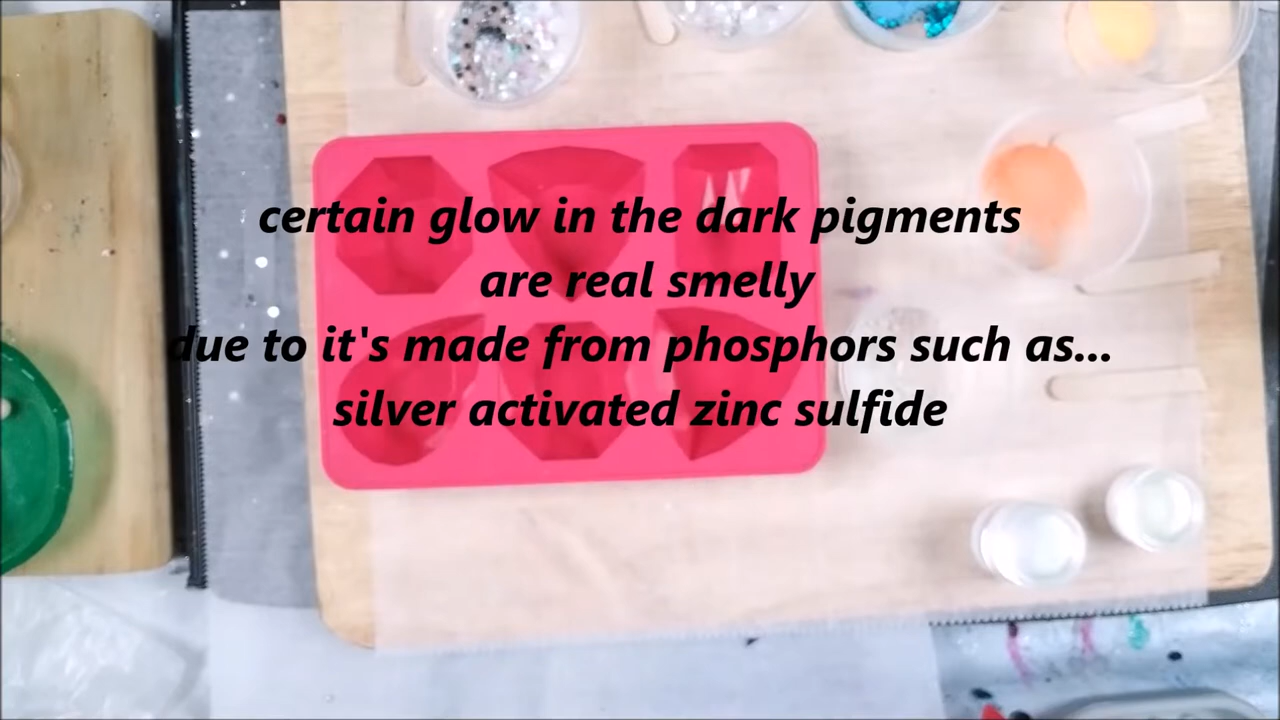 certain glow in the dark pigments
are real smelly
due to it's made from phosphors such as...
silver activated zinc sulfide